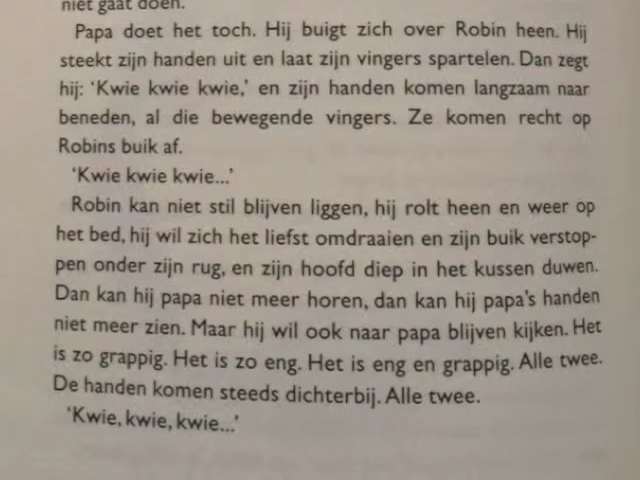 niet gaat doen.
Papa doet het toch. Hij buigt zich over Robin heen. Hij
steekt zijn handen uit en laat zijn vingers spartelen. Dan zegt
hij: ‘Kwie kwie kwie,’ en zijn handen komen langzaam naar
beneden, al die bewegende vingers. Ze komen recht op
Robins buik af.
‘Kwie kwie kwie...’
Robin kan niet stil blijven liggen, hij rolt heen en weer op
het bed, hij wil zich het liefst omdraaien en zijn buik verstop-
pen onder zijn rug, en zijn hoofd diep in het kussen duwen.
Dan kan hij papa niet meer horen, dan kan hij papa’s handen
niet meer zien. Maar hij wil ook naar papa blijven kijken. Het
is zo grappig. Het is zo eng. Het is eng en grappig. Alle twee.
De handen komen steeds dichterbij. Alle twee.
‘Kwie, kwie, kwie...’